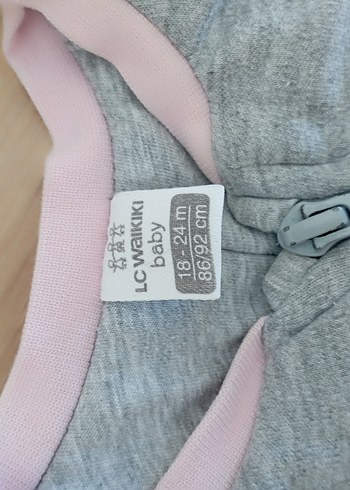 LC WAIKIKI
baby
18 - 24 m
86/92 cm